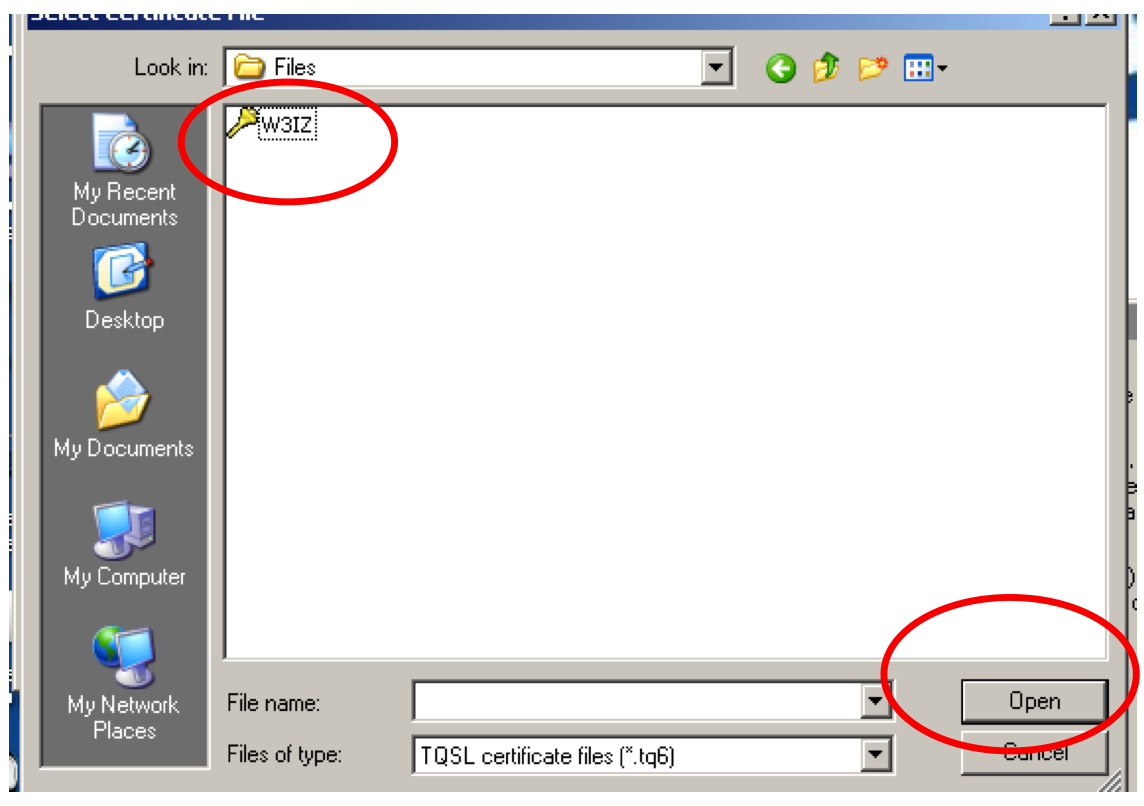 Select Certificate File
Look in:
Files
W3IZ
My Recent
Documents
Desktop
My Documents
My Computer
My Network
Places
File name:
Open
Files of type:
TQSL certificate files (*.tq6)
Cancel